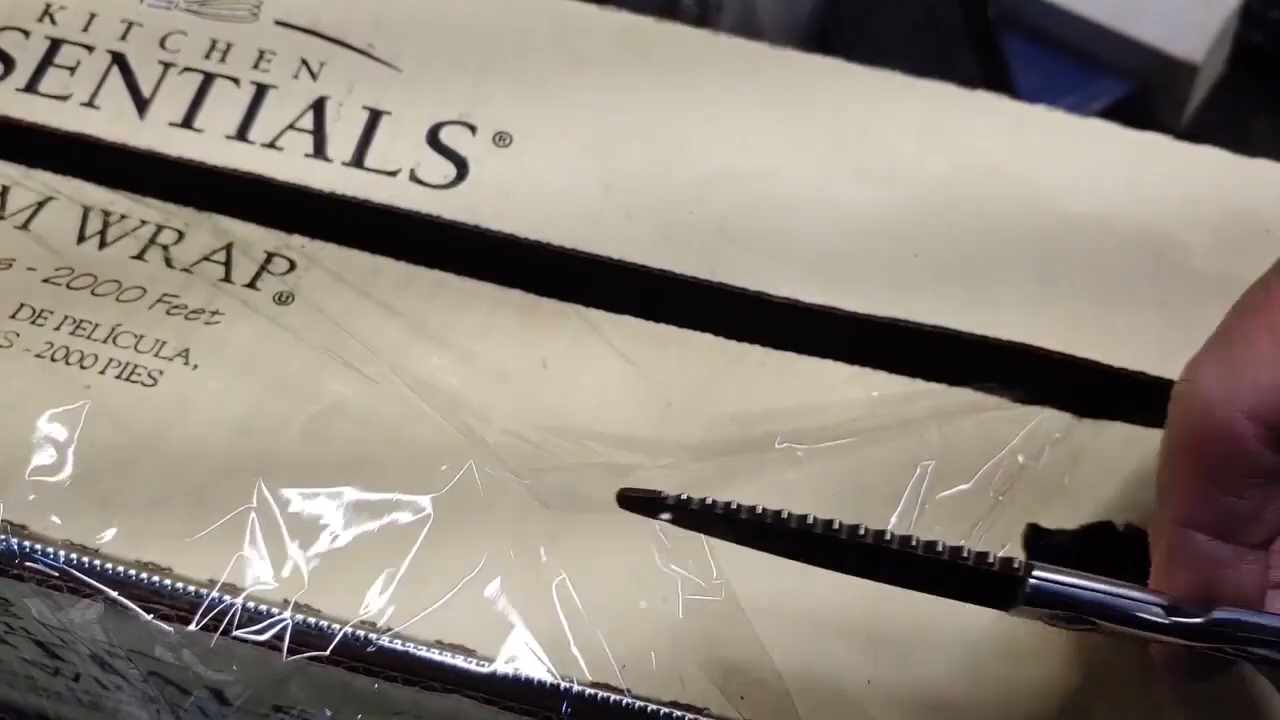 KITCHEN
SENTIALS®
M WRAP
s - 2000 Feet
DE PELÍCULA,
S - 2000 PIES